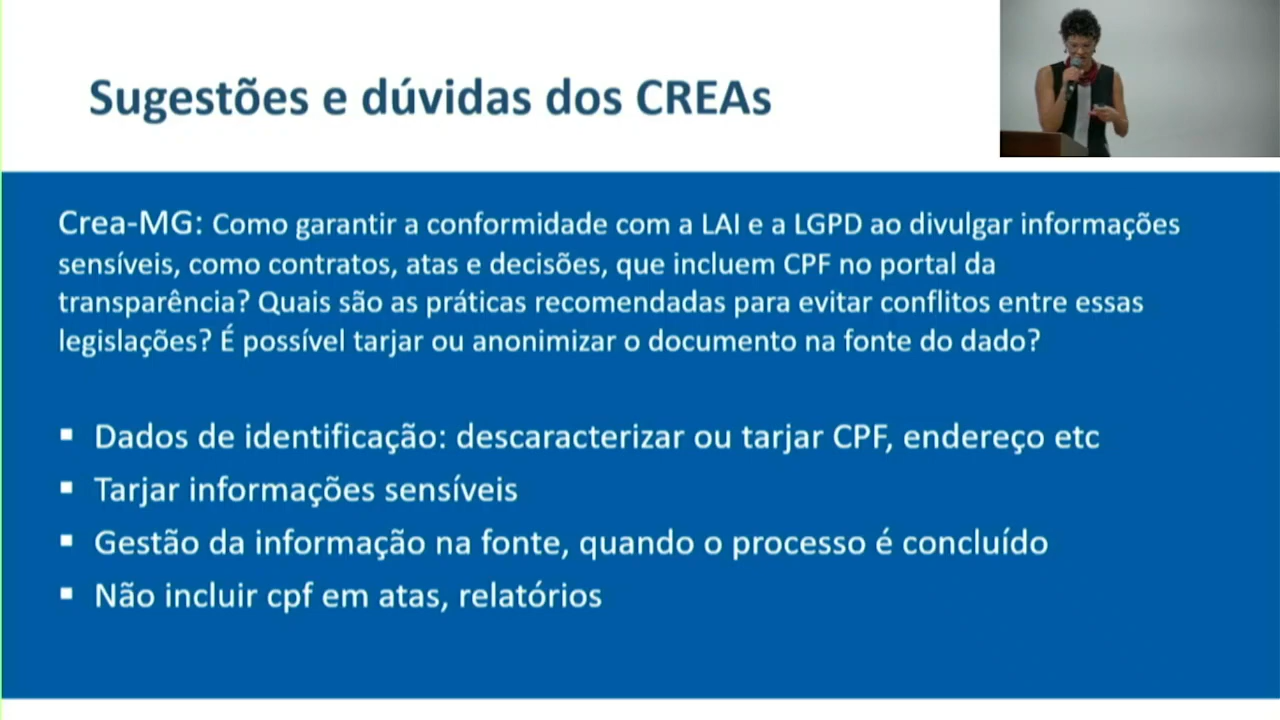 Sugestões e dúvidas dos CREAs
Crea-MG: Como garantir a conformidade com a LAI e a LGPD ao divulgar informações
sensíveis, como contratos, atas e decisões, que incluem CPF no portal da
transparência? Quais são as práticas recomendadas para evitar conflitos entre essas
legislações? É possível tarjar ou anonimizar o documento na fonte do dado?
▪ Dados de identificação: descaracterizar ou tarjar CPF, endereço etc
▪ Tarjar informações sensíveis
▪ Gestão da informação na fonte, quando o processo é concluído
▪ Não incluir cpf em atas, relatórios